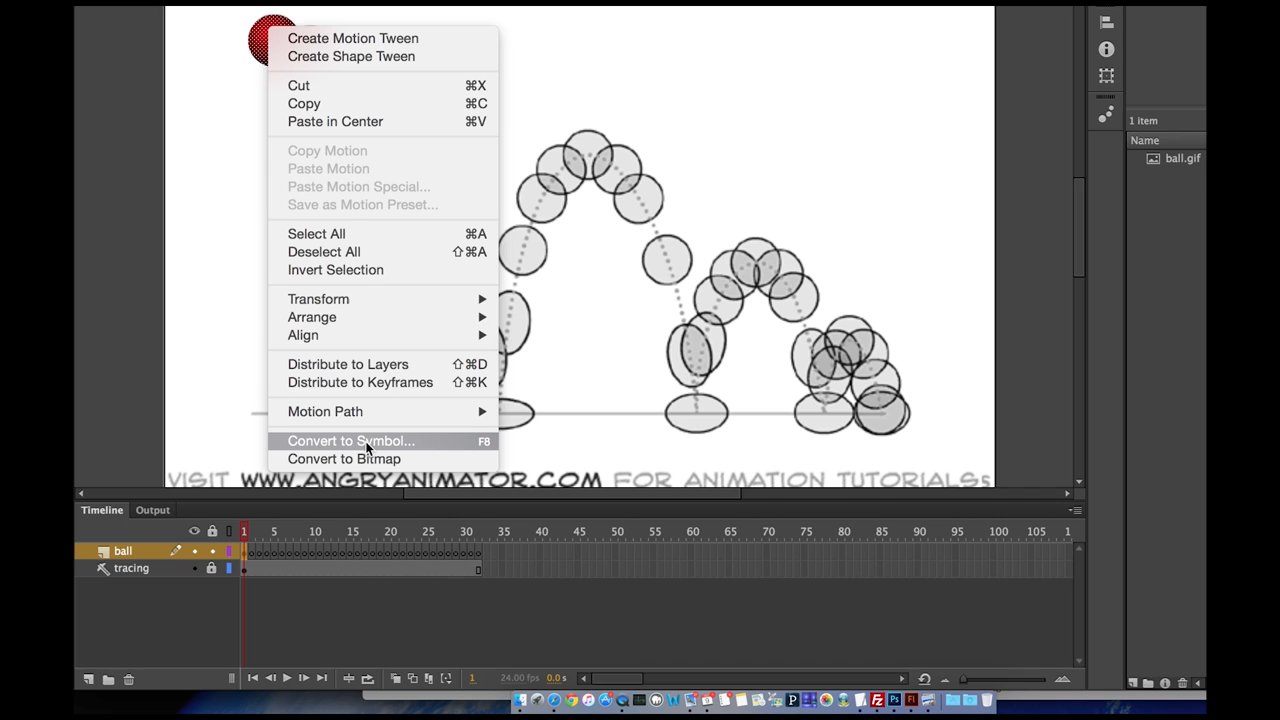 Create Motion Tween
Create Shape Tween
Cut ⌘X
Copy ⌘C
Paste in Center ⌘V
Copy Motion
Paste Motion
Paste Motion Special...
Save as Motion Preset...
Select All ⌘A
Deselect All ⇧⌘A
Invert Selection
Transform
Arrange
Align
Distribute to Layers ⇧⌘D
Distribute to Keyframes ⇧⌘K
Motion Path
Convert to Symbol... F8
Convert to Bitmap
1 item
Name
ball.gif
VISIT WWW.ANGRYANIMATOR.COM FOR ANIMATION TUTORIALS
Timeline Output
1 5 10 15 20 25 30 35 40 45 50 55 60 65 70 75 80 85 90 95 100 105 1
ball
tracing
1 24.00 fps 0.0 s